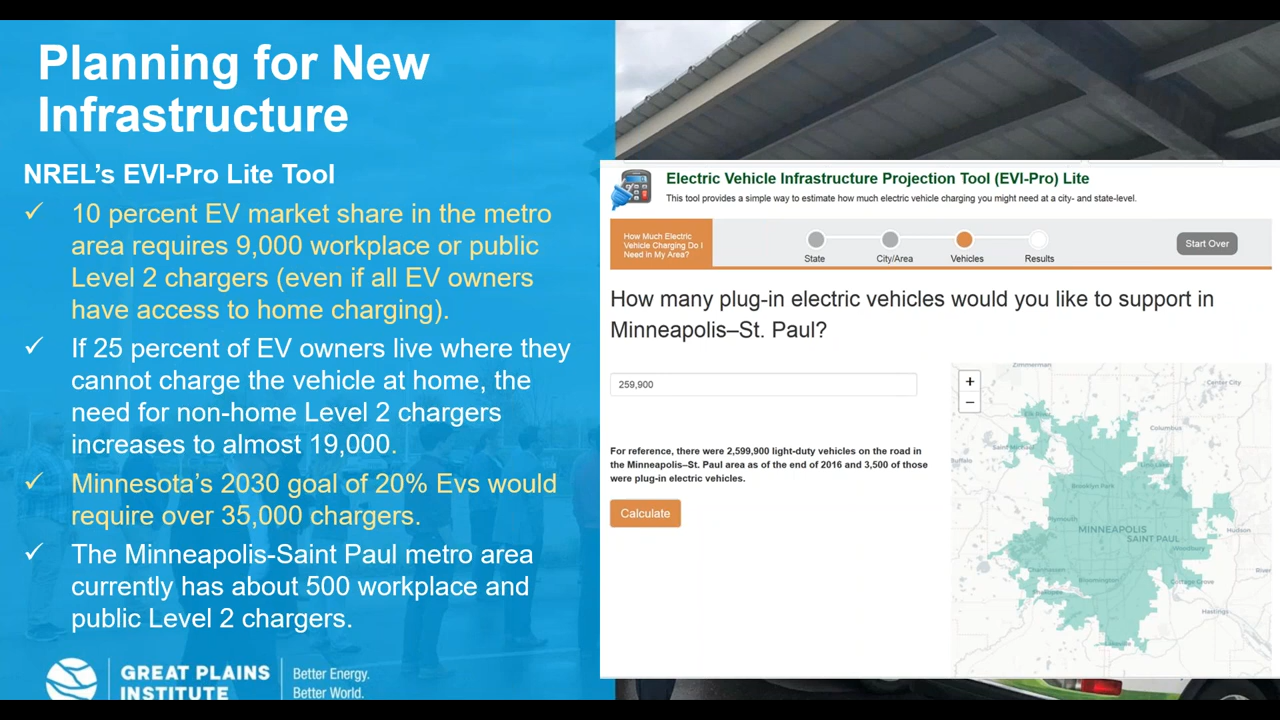 Planning for New
Infrastructure
NREL's EVI-Pro Lite Tool
✓ 10 percent EV market share in the metro
area requires 9,000 workplace or public
Level 2 chargers (even if all EV owners
have access to home charging).
✓ If 25 percent of EV owners live where they
cannot charge the vehicle at home, the
need for non-home Level 2 chargers
increases to almost 19,000.
✓ Minnesota's 2030 goal of 20% Evs would
require over 35,000 chargers.
✓ The Minneapolis-Saint Paul metro area
currently has about 500 workplace and
public Level 2 chargers.
GREAT PLAINS
INSTITUTE
Better Energy.
Better World.
Electric Vehicle Infrastructure Projection Tool (EVI-Pro) Lite
This tool provides a simple way to estimate how much electric vehicle charging you might need at a city- and state-level.
How Much Electric
Vehicle Charging Do I
Need in My Area?
State City/Area Vehicles Results
Start Over
How many plug-in electric vehicles would you like to support in
Minneapolis–St. Paul?
259,900
For reference, there were 2,599,900 light-duty vehicles on the road in
the Minneapolis–St. Paul area as of the end of 2016 and 3,500 of those
were plug-in electric vehicles.
Calculate
+
−
Zimmerman
Center City
Elk River
Columbus
Buffalo
Brooklyn Park
Plymouth
MINNEAPOLIS
SAINT PAUL
Hudson
Woodbury
Chanhassen
Bloomington
Cottage Grove
River
Hastings
Lakeville